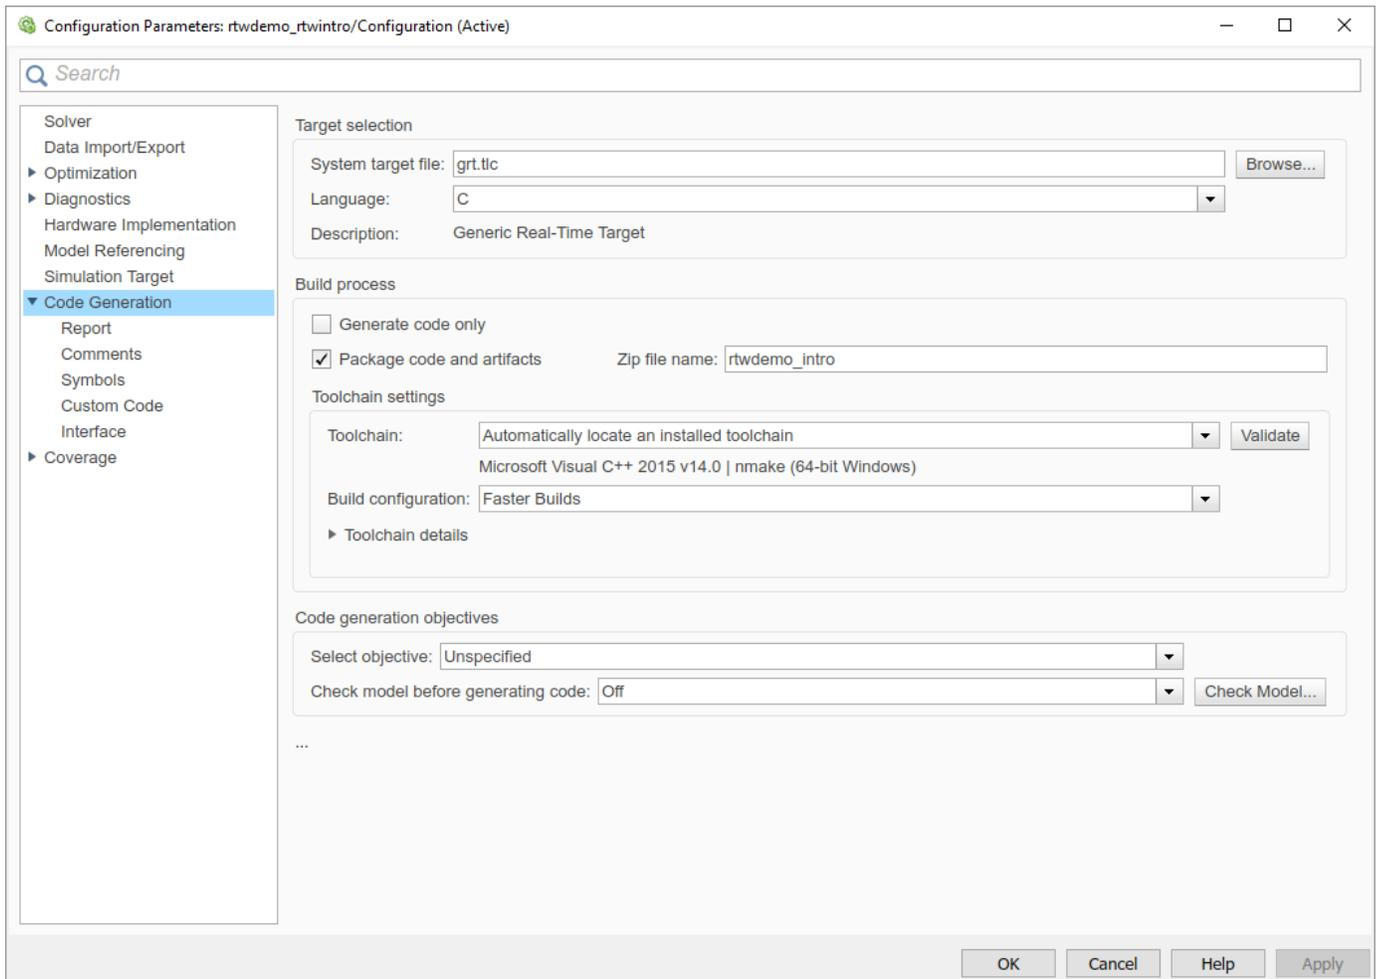 Configuration Parameters: rtwdemo_rtwintro/Configuration (Active)
Search
Solver
Data Import/Export
Optimization
Diagnostics
Hardware Implementation
Model Referencing
Simulation Target
Code Generation
Report
Comments
Symbols
Custom Code
Interface
Coverage
Target selection
System target file: grt.tlc Browse...
Language: C
Description: Generic Real-Time Target
Build process
Generate code only
Package code and artifacts Zip file name: rtwdemo_intro
Toolchain settings
Toolchain: Automatically locate an installed toolchain Validate
Microsoft Visual C++ 2015 v14.0 | nmake (64-bit Windows)
Build configuration: Faster Builds
Toolchain details
Code generation objectives
Select objective: Unspecified
Check model before generating code: Off Check Model...
...
OK Cancel Help Apply